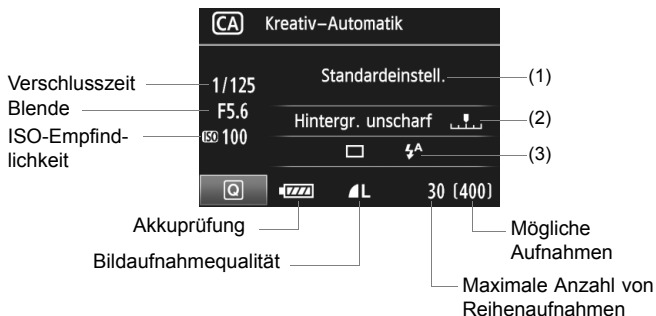 CA Kreativ-Automatik
Verschlusszeit
1/125
Standardeinstell.
(1)
Blende
F5.6
Hintergr. unscharf
(2)
ISO-Empfind-
lichkeit
ISO 100
A
(3)
Q
L
30 [400]
Akkuprüfung
Bildaufnahmequalität
Mögliche
Aufnahmen
Maximale Anzahl von
Reihenaufnahmen